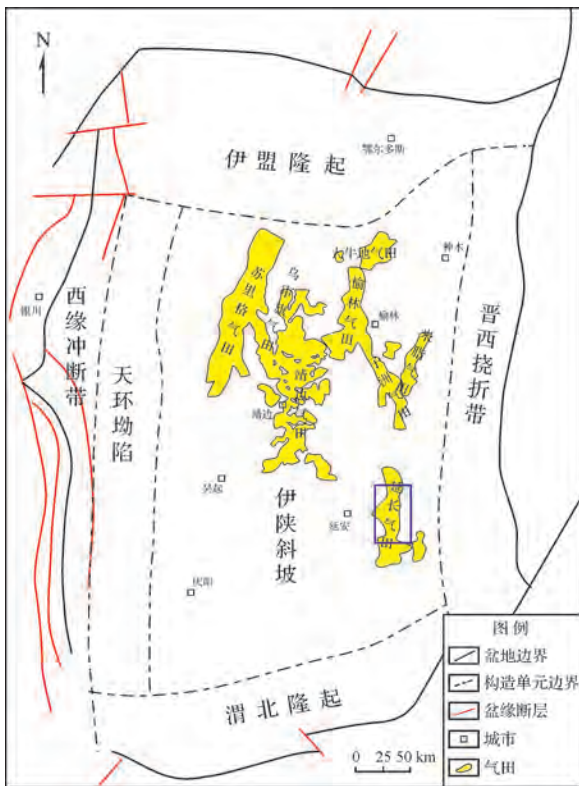 N
鄂尔多斯
伊盟隆起
大牛地气田
神木
苏里格气田
乌审旗气田
榆林气田
榆林
银川
西缘冲断带
天环坳陷
晋西挠折带
米脂气田
靖边气田
靖边
吴起
伊陕斜坡
延安
延长气田
庆阳
渭北隆起
0 25 50 km
图例
盆地边界
构造单元边界
盆缘断层
城市
气田